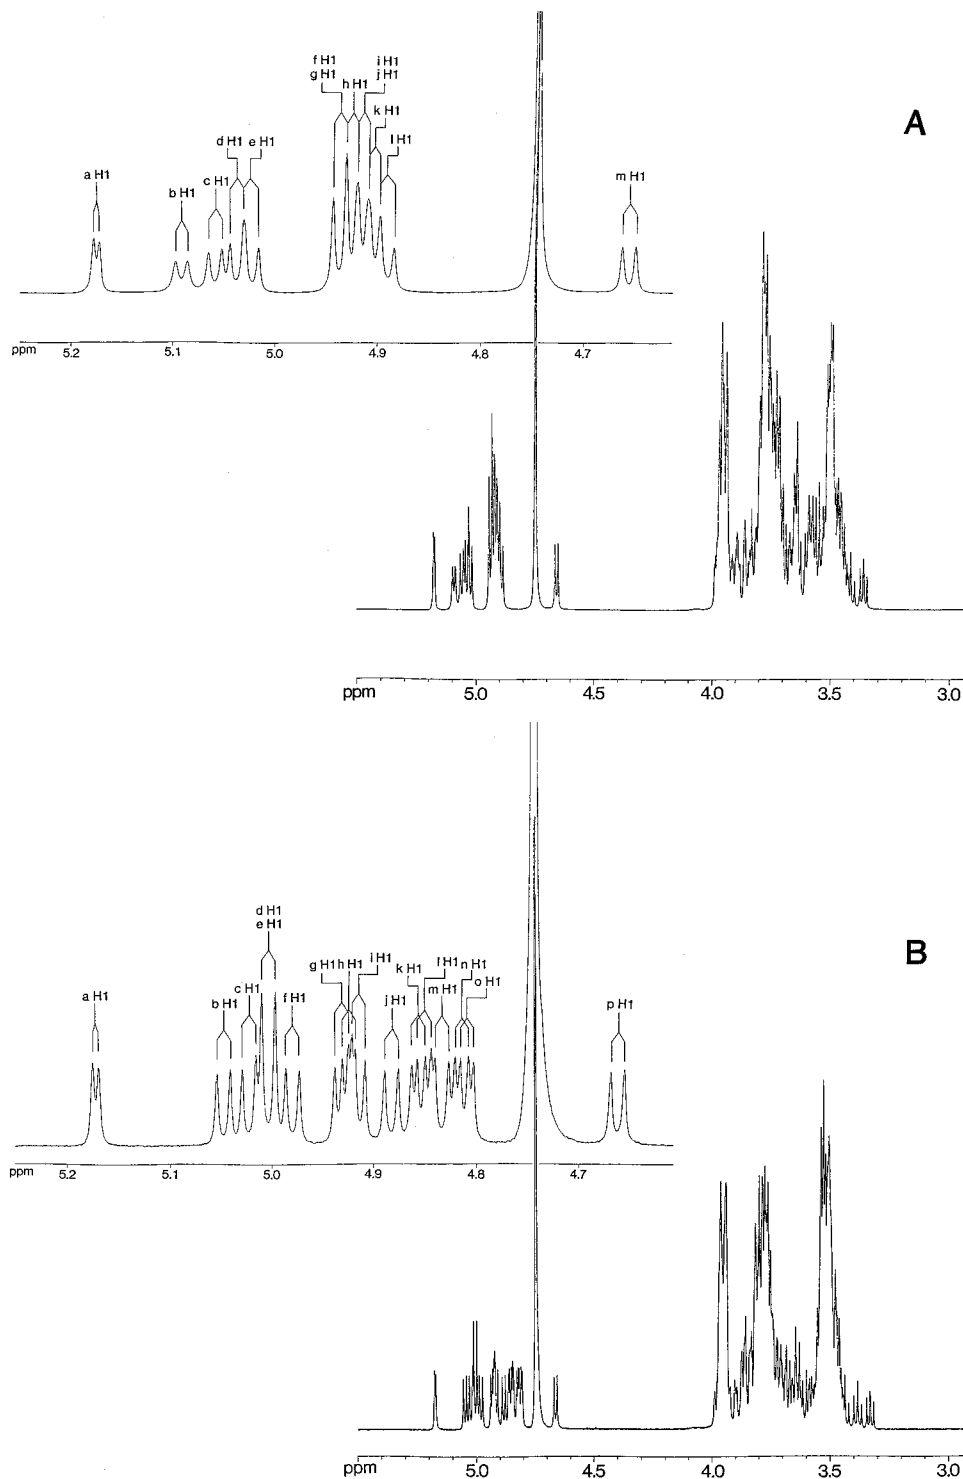 A
f H1 i H1
g H1 h H1 j H1
k H1
d H1 e H1 l H1
a H1 b H1 c H1 m H1
ppm 5.2 5.1 5.0 4.9 4.8 4.7
ppm 5.0 4.5 4.0 3.5 3.0
B
d H1
e H1
g H1 h H1 i H1 k H1 l H1 n H1
a H1 b H1 c H1 f H1 j H1 m H1 o H1 p H1
ppm 5.2 5.1 5.0 4.9 4.8 4.7
ppm 5.0 4.5 4.0 3.5 3.0